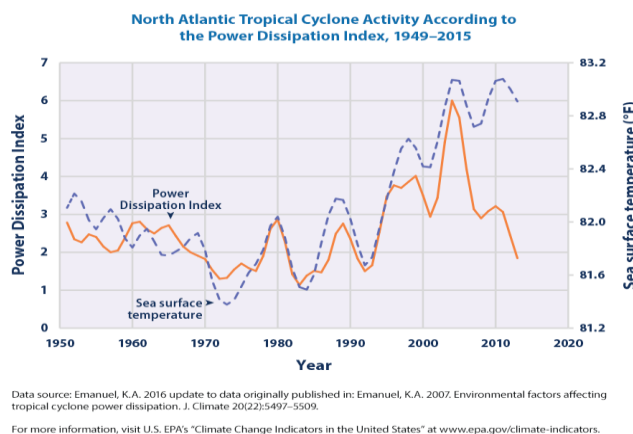 North Atlantic Tropical Cyclone Activity According to
the Power Dissipation Index, 1949–2015
7
6
5
4
3
2
1
0
Power Dissipation Index
83.2
82.8
82.4
82.0
81.6
81.2
Sea surface temperature (°F)
Power
Dissipation Index
Sea surface
temperature
1950
1960
1970
1980
1990
2000
2010
2020
Year
Data source: Emanuel, K.A. 2016 update to data originally published in: Emanuel, K.A. 2007. Environmental factors affecting
tropical cyclone power dissipation. J. Climate 20(22):5497–5509.
For more information, visit U.S. EPA's “Climate Change Indicators in the United States” at www.epa.gov/climate-indicators.